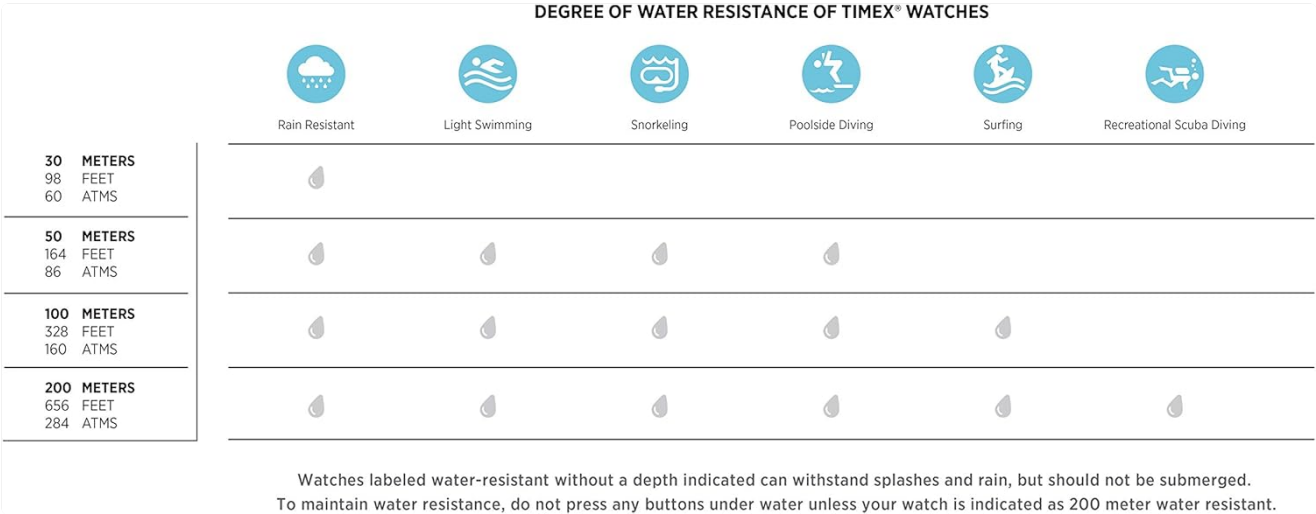 DEGREE OF WATER RESISTANCE OF TIMEX® WATCHES
Rain Resistant
Light Swimming
Snorkeling
Poolside Diving
Surfing
Recreational Scuba Diving
30 METERS
98 FEET
60 ATMS
50 METERS
164 FEET
86 ATMS
100 METERS
328 FEET
160 ATMS
200 METERS
656 FEET
284 ATMS
Watches labeled water-resistant without a depth indicated can withstand splashes and rain, but should not be submerged.
To maintain water resistance, do not press any buttons under water unless your watch is indicated as 200 meter water resistant.